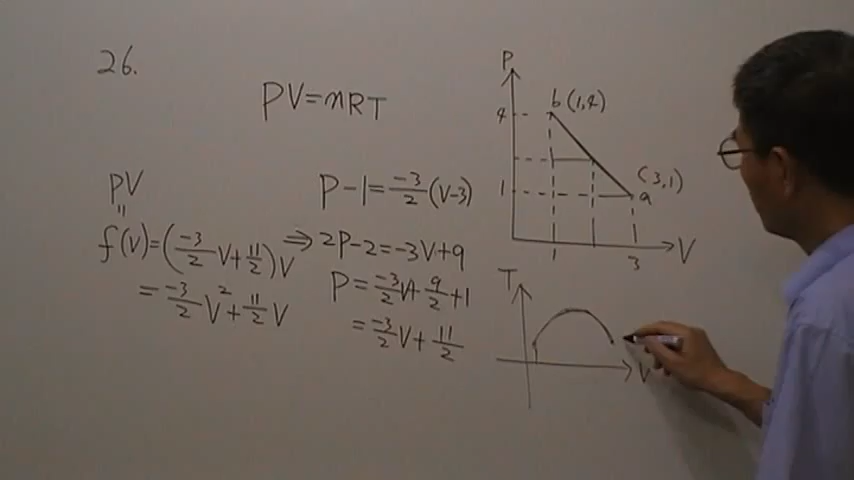 26.
PV=nRT
PV
"
f(V)=(-3/2 V+11/2)V
=-3/2 V²+11/2 V
P-1=-3/2 (V-3)
⇒2P-2=-3V+9
P=-3/2 V+9/2+1
=-3/2 V+11/2
P
4
b(1,4)
1
(3,1)
a
1
3
V
T
V